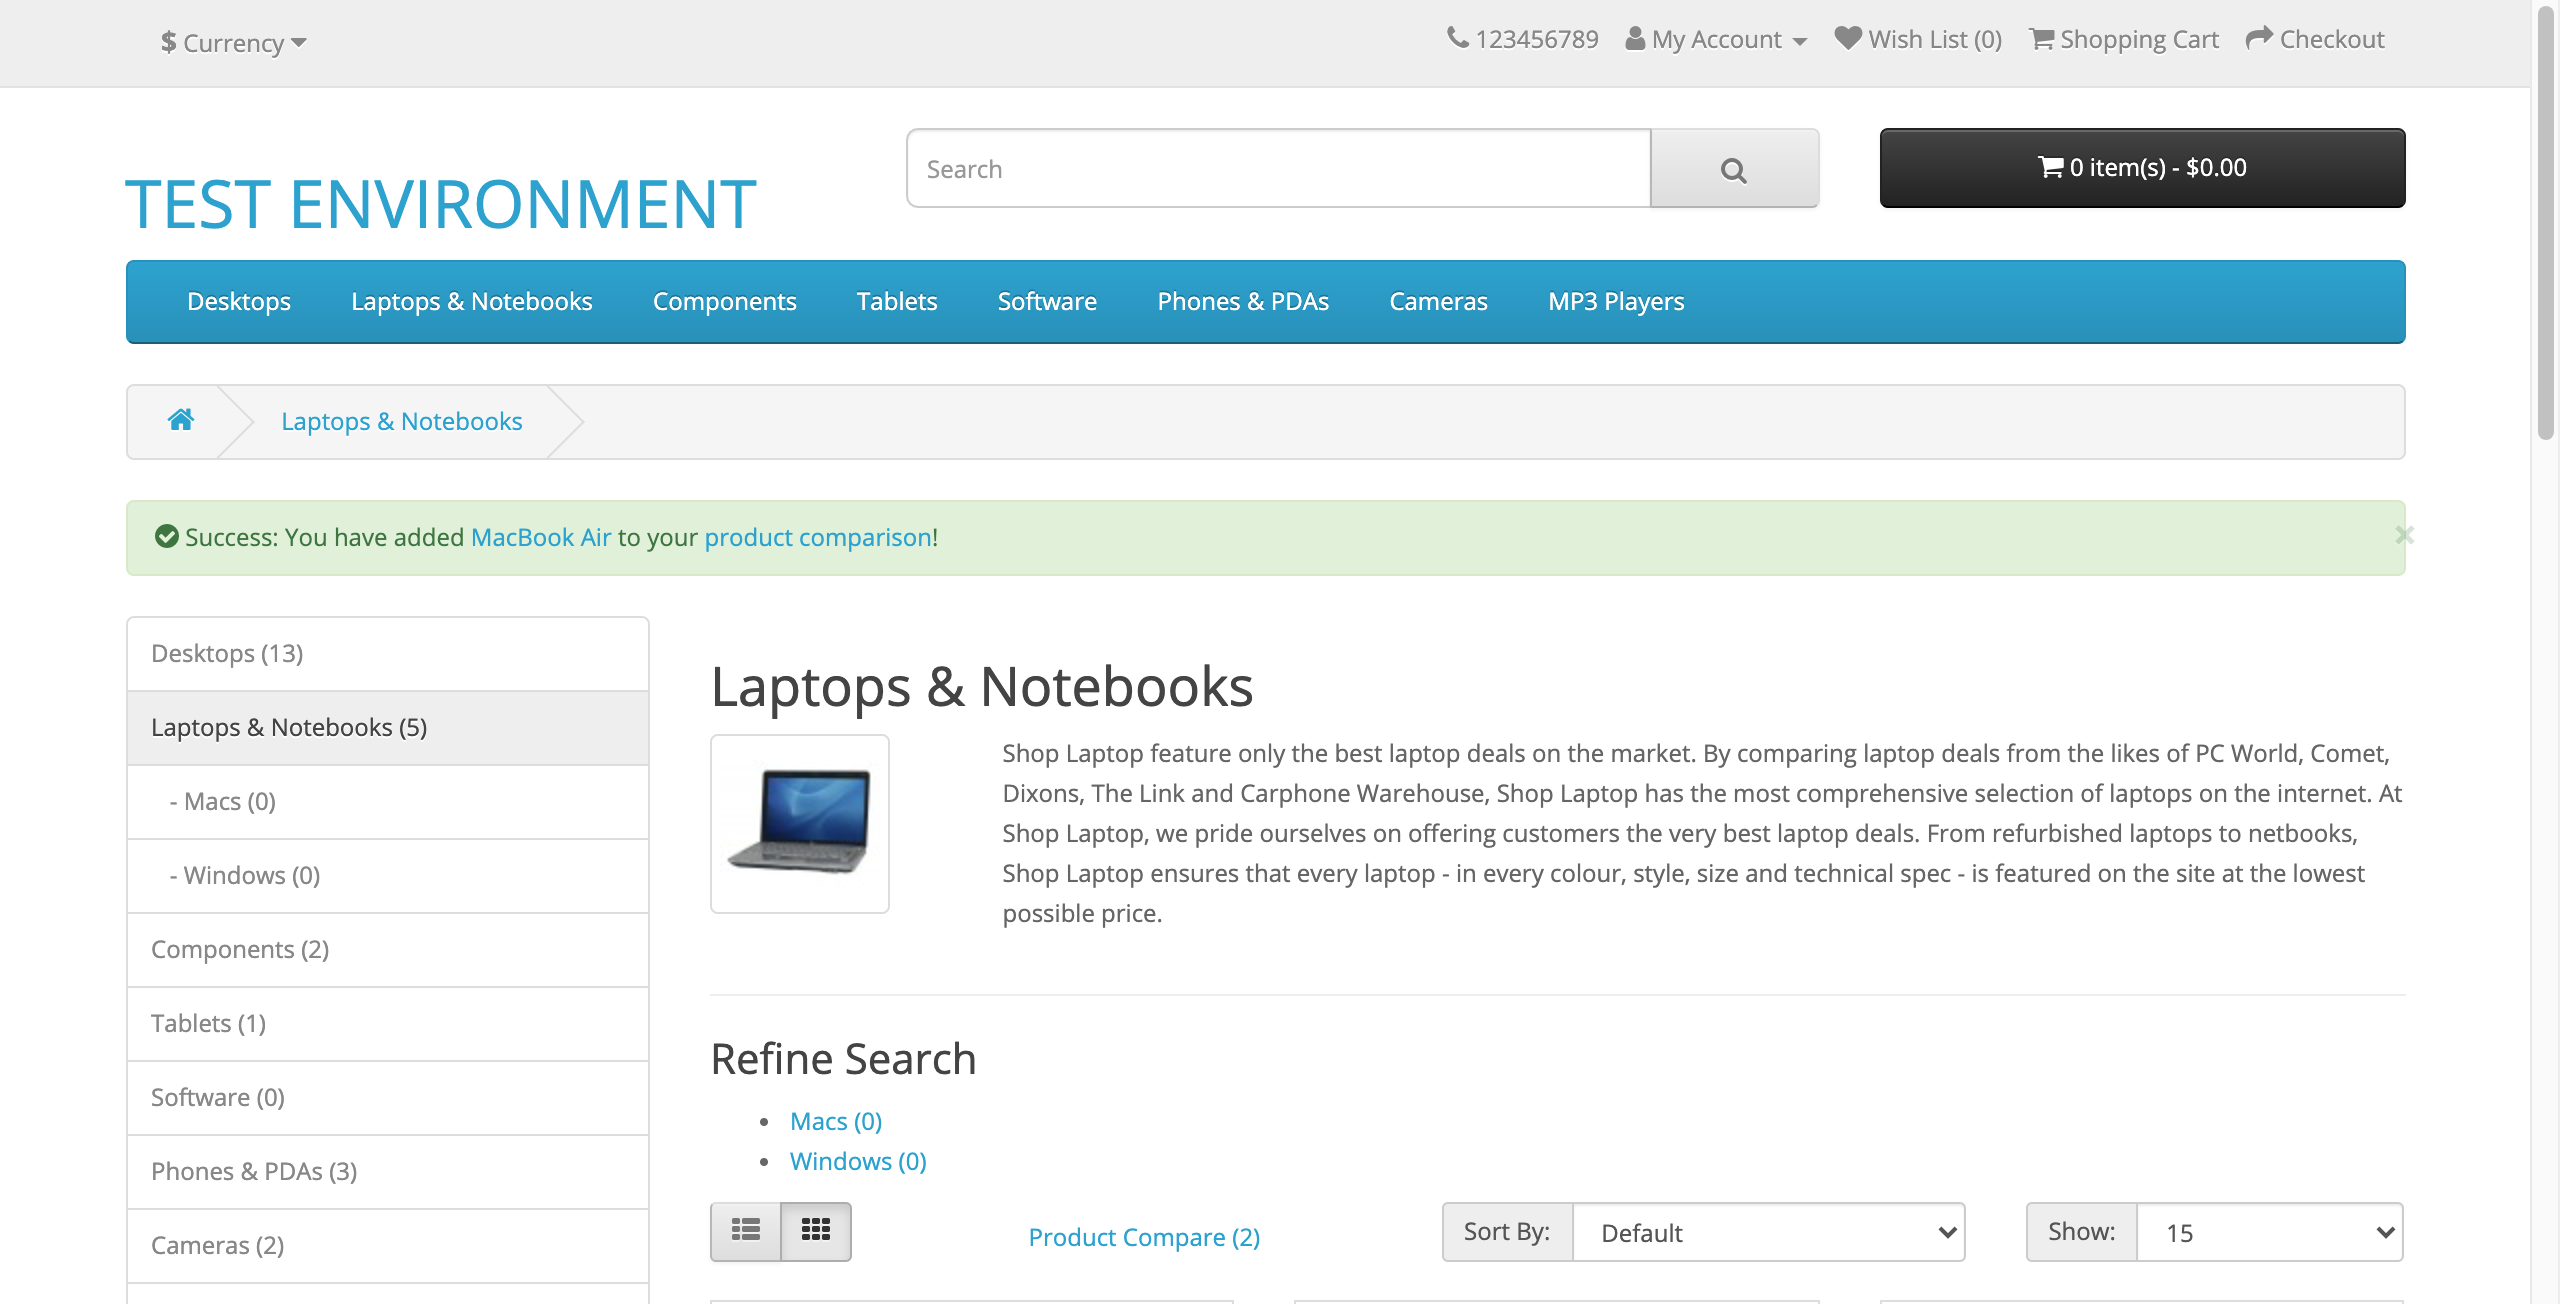 $ Currency
123456789 My Account Wish List (0) Shopping Cart Checkout
TEST ENVIRONMENT
Search
0 item(s) - $0.00
Desktops Laptops & Notebooks Components Tablets Software Phones & PDAs Cameras MP3 Players
Laptops & Notebooks
Success: You have added MacBook Air to your product comparison!
×
Desktops (13)
Laptops & Notebooks (5)
- Macs (0)
- Windows (0)
Components (2)
Tablets (1)
Software (0)
Phones & PDAs (3)
Cameras (2)
Laptops & Notebooks
Shop Laptop feature only the best laptop deals on the market. By comparing laptop deals from the likes of PC World, Comet,
Dixons, The Link and Carphone Warehouse, Shop Laptop has the most comprehensive selection of laptops on the internet. At
Shop Laptop, we pride ourselves on offering customers the very best laptop deals. From refurbished laptops to netbooks,
Shop Laptop ensures that every laptop - in every colour, style, size and technical spec - is featured on the site at the lowest
possible price.
Refine Search
• Macs (0)
• Windows (0)
Product Compare (2)
Sort By: Default
Show: 15